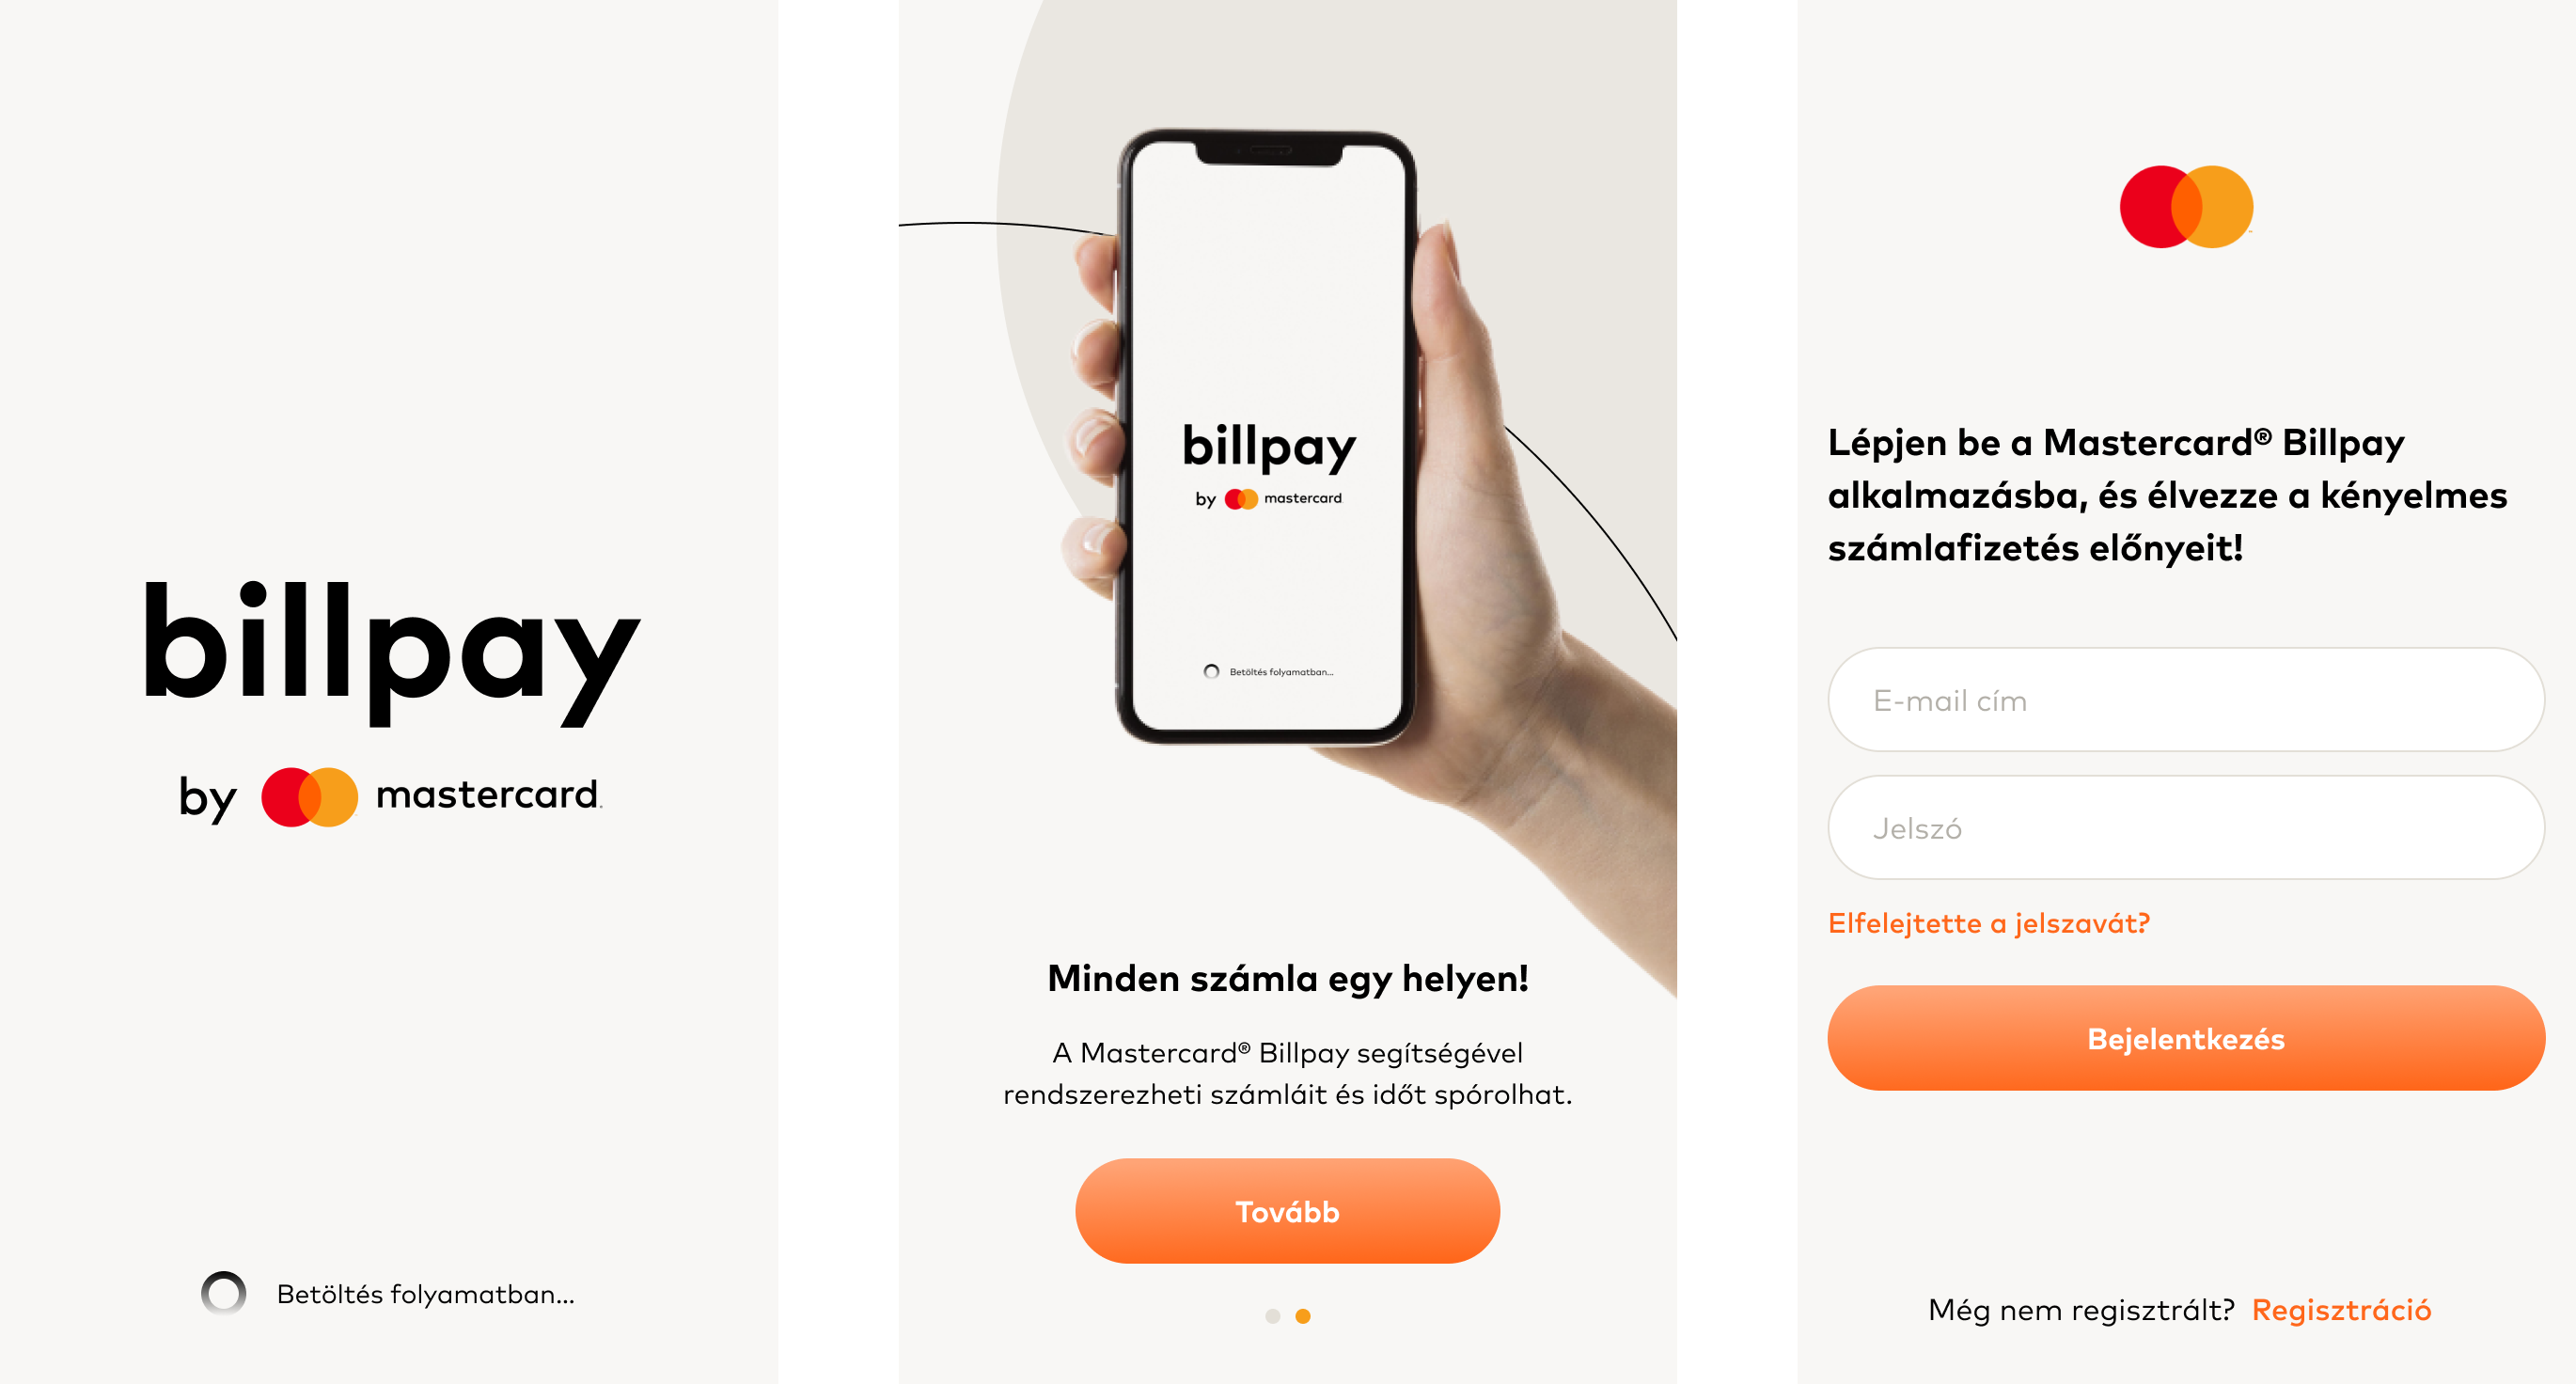 billpay
by mastercard
Betöltés folyamatban...
billpay
by mastercard
Betöltés folyamatban...
Minden számla egy helyen!
A Mastercard® Billpay segítségével
rendszerezheti számláit és időt spórolhat.
Tovább
Lépjen be a Mastercard® Billpay
alkalmazásba, és élvezze a kényelmes
számlafizetés előnyeit!
E-mail cím
Jelszó
Elfelejtette a jelszavát?
Bejelentkezés
Még nem regisztrált? Regisztráció